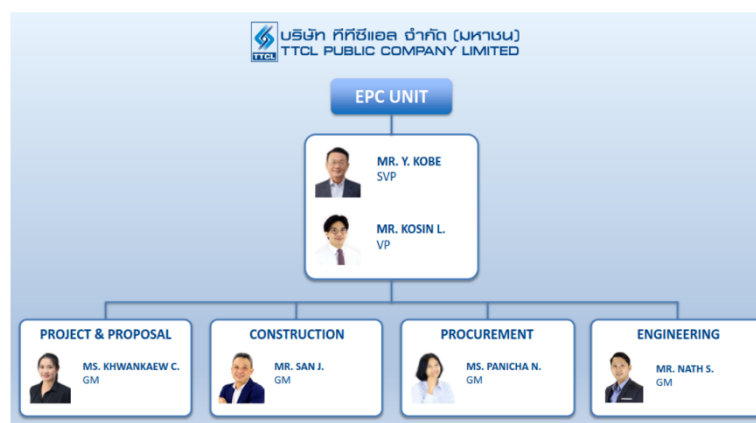 บริษัท ทีทีซีแอล จำกัด (มหาชน)
TTCL PUBLIC COMPANY LIMITED
TTCL
EPC UNIT
MR. Y. KOBE
SVP
MR. KOSIN L.
VP
PROJECT & PROPOSAL
MS. KHWANKAEW C.
GM
CONSTRUCTION
MR. SAN J.
GM
PROCUREMENT
MS. PANICHA N.
GM
ENGINEERING
MR. NATH S.
GM